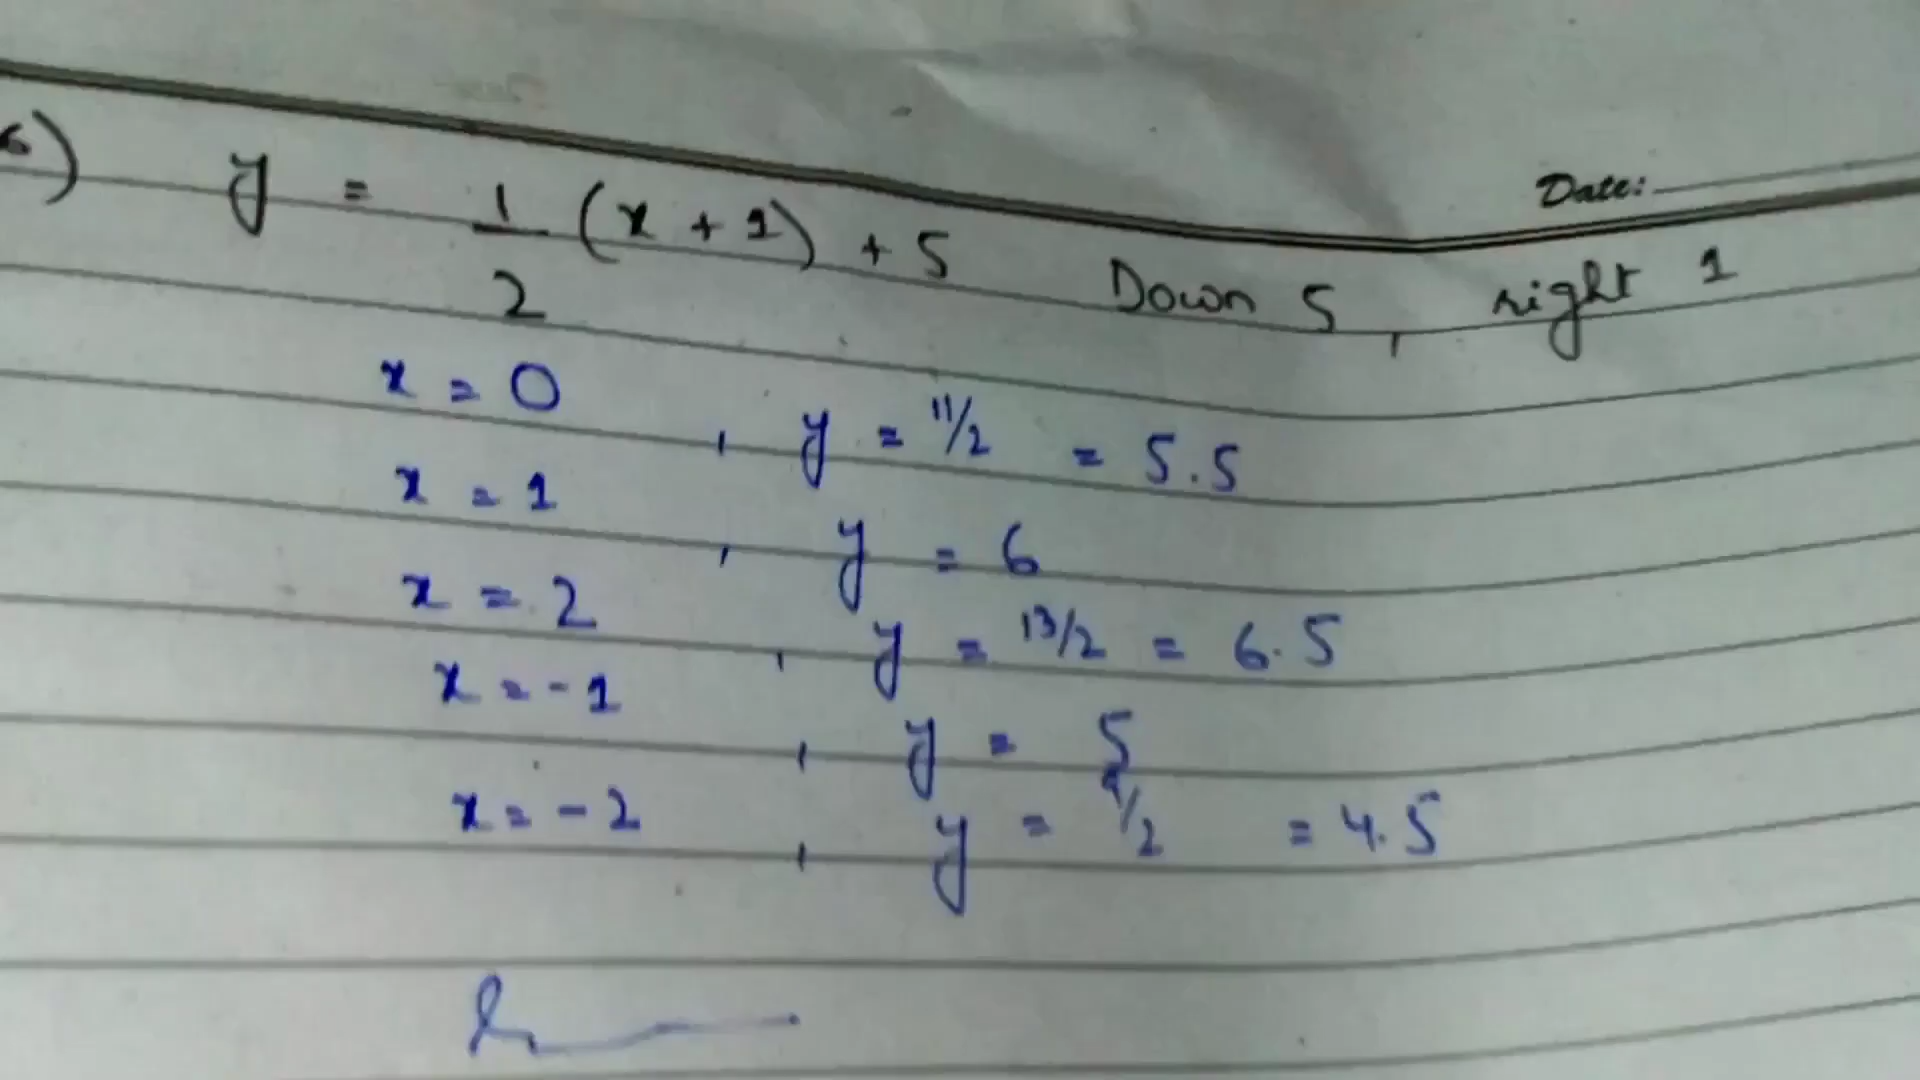 Date:
6) y = 1/2 (x + 1) + 5 Down 5, right 1
x = 0, y = 11/2 = 5.5
x = 1, y = 6
x = 2, y = 13/2 = 6.5
x = -1, y = 5
x = -2, y = 9/2 = 4.5